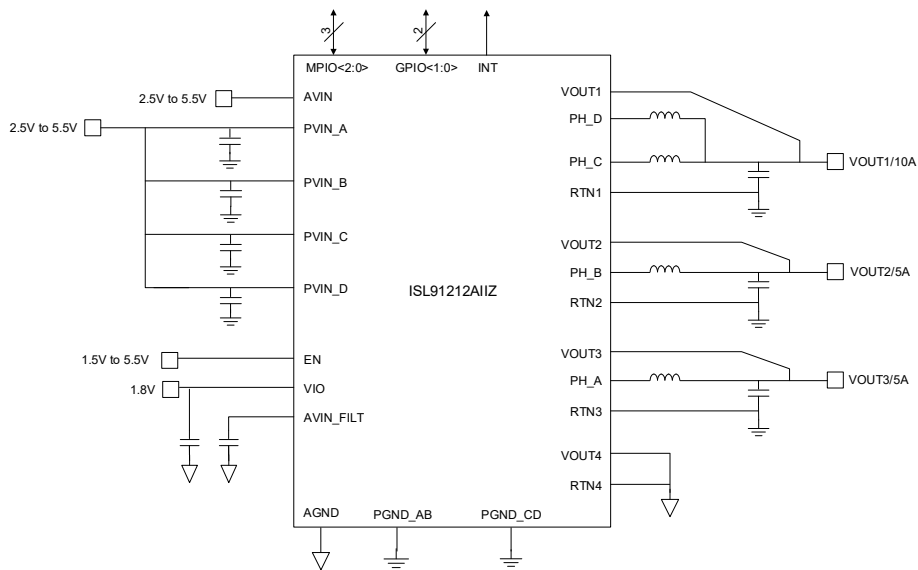 3
2
MPIO<2:0>
GPIO<1:0>
INT
2.5V to 5.5V
AVIN
2.5V to 5.5V
PVIN_A
PVIN_B
PVIN_C
PVIN_D
1.5V to 5.5V
EN
1.8V
VIO
AVIN_FILT
AGND
PGND_AB
PGND_CD
ISL91212AIIZ
VOUT1
PH_D
PH_C
RTN1
VOUT1/10A
VOUT2
PH_B
RTN2
VOUT2/5A
VOUT3
PH_A
RTN3
VOUT3/5A
VOUT4
RTN4